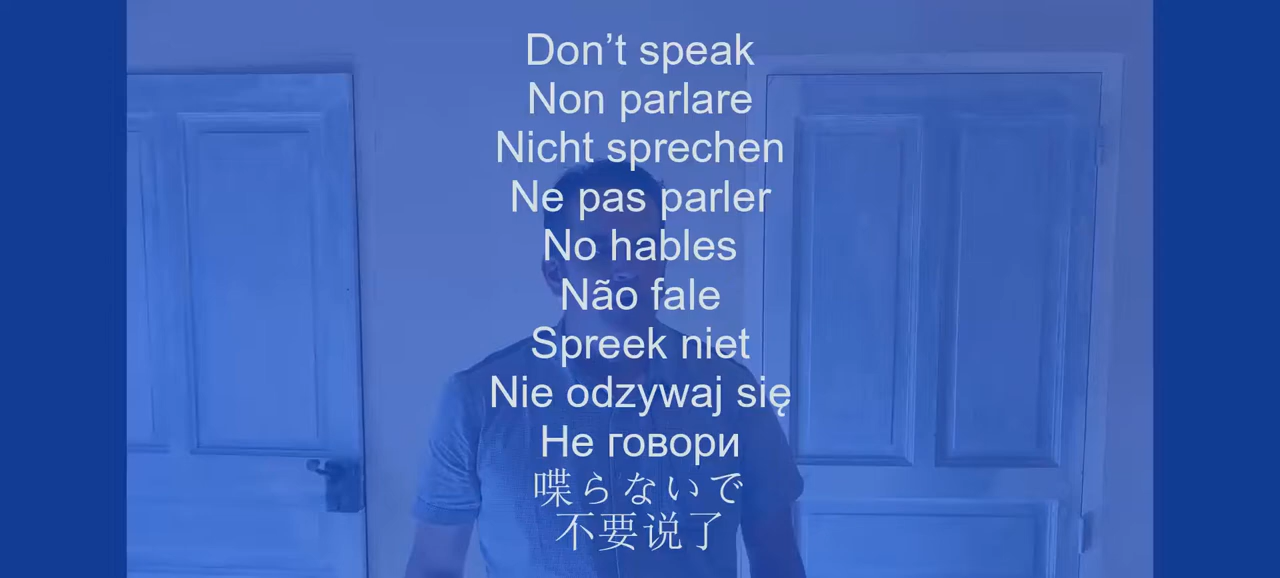 Don’t speak
Non parlare
Nicht sprechen
Ne pas parler
No hables
Não fale
Spreek niet
Nie odzywaj się
Не говори
喋らないで
不要说了